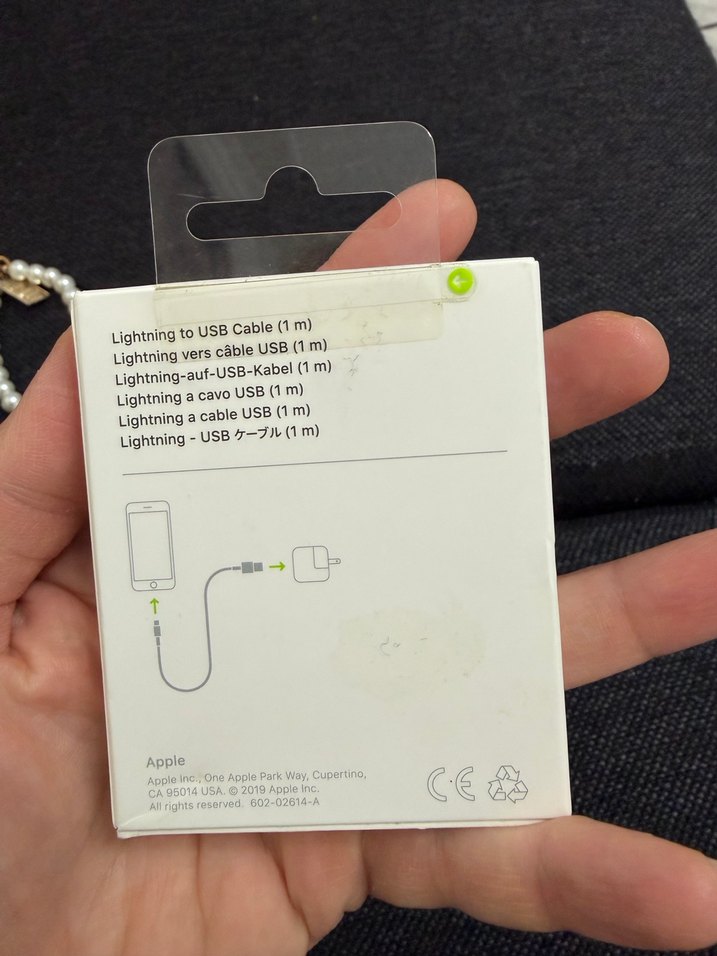 Lightning to USB Cable (1 m)
Lightning vers câble USB (1 m)
Lightning-auf-USB-Kabel (1 m)
Lightning a cavo USB (1 m)
Lightning a cable USB (1 m)
Lightning - USB ケーブル (1 m)
Apple
Apple Inc., One Apple Park Way, Cupertino,
CA 95014 USA. © 2019 Apple Inc.
All rights reserved. 602-02614-A
CE